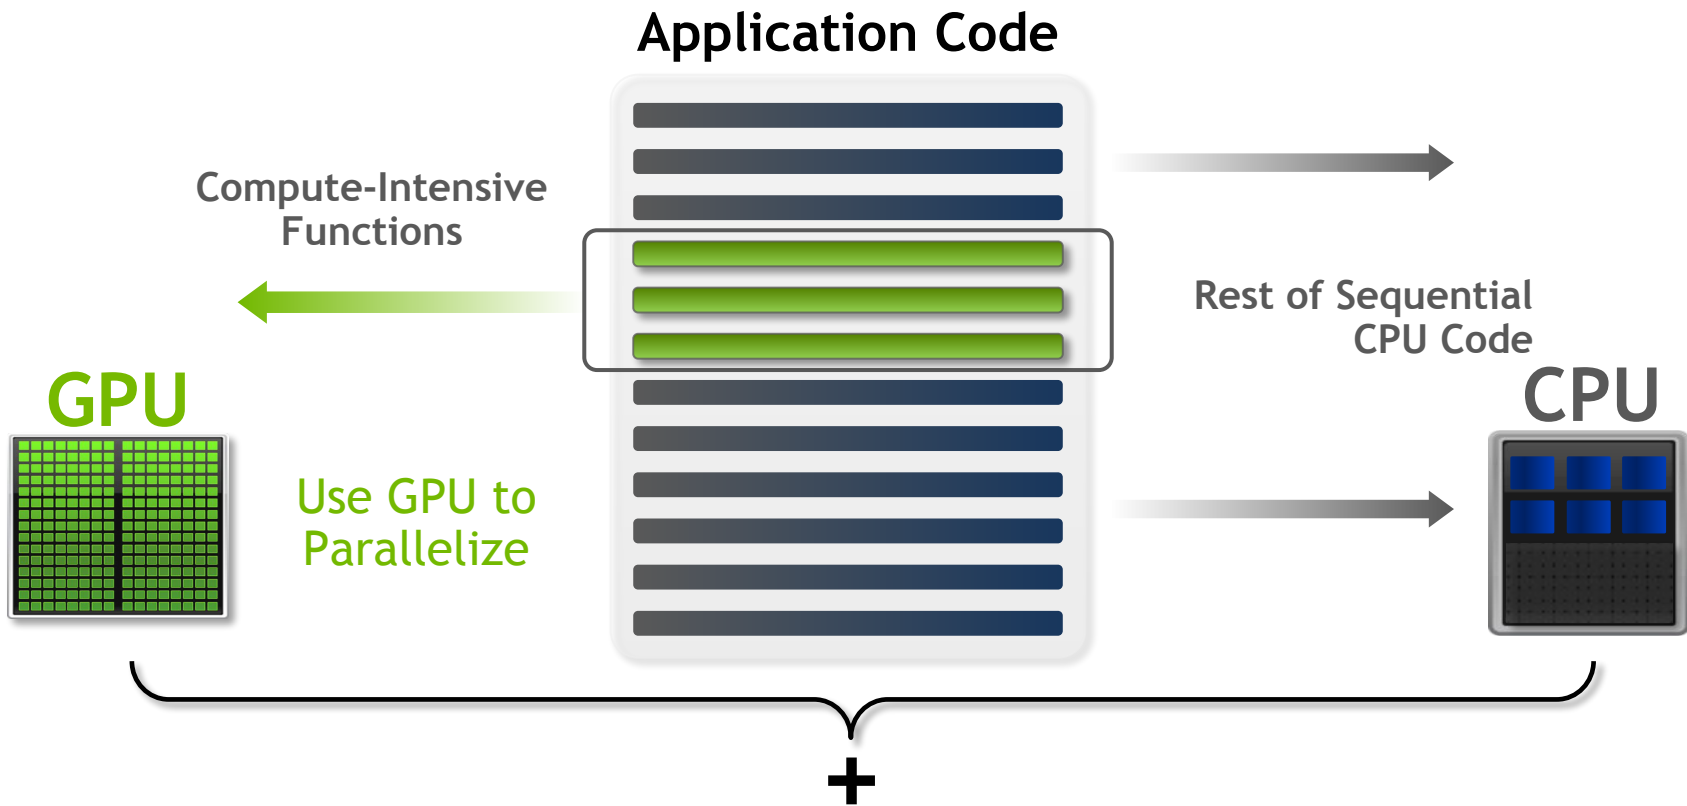 Application Code
Compute-Intensive
Functions
Rest of Sequential
CPU Code
GPU
CPU
Use GPU to
Parallelize
+